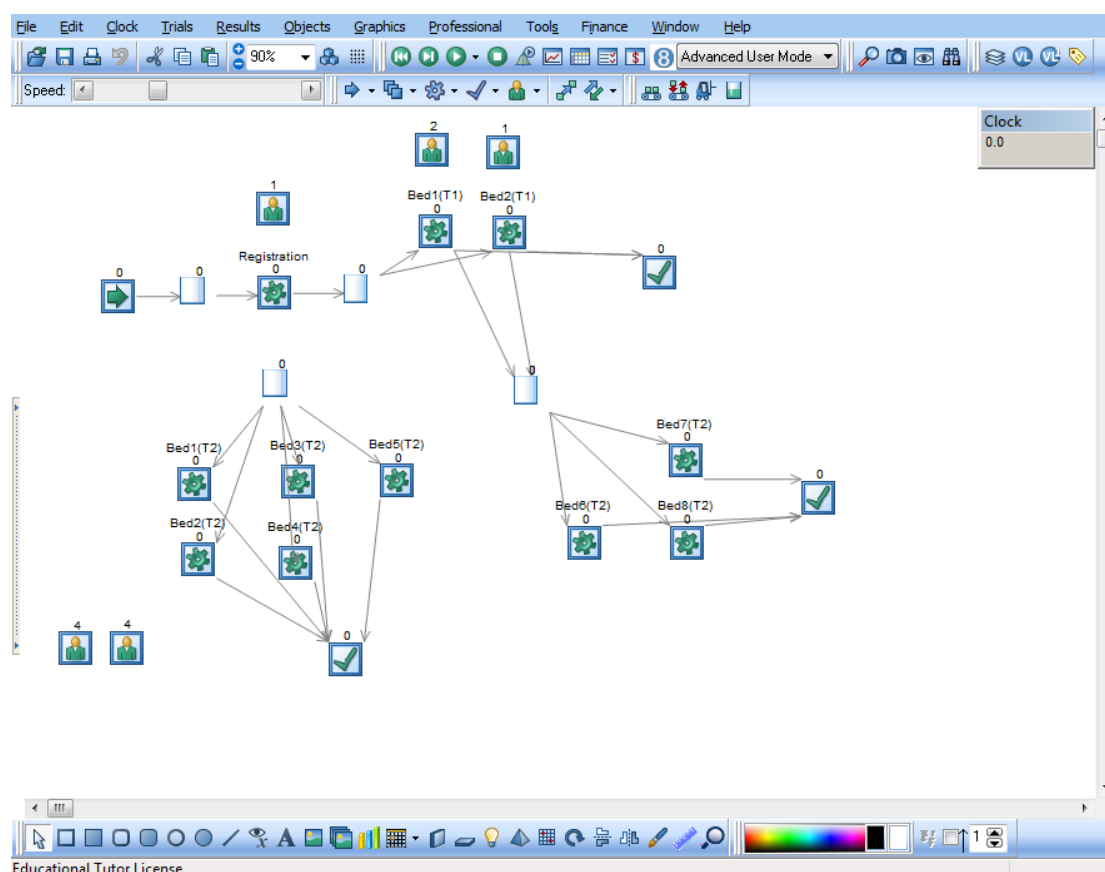 File Edit Clock Trials Results Objects Graphics Professional Tools Finance Window Help
90% Advanced User Mode
Speed:
Clock
0.0
2 1
Bed1(T1) Bed2(T1)
0 0
1
Registration
0 0 0 0 0
0 0
Bed7(T2)
0
Bed1(T2) Bed3(T2) Bed5(T2)
0 0 0
0
Bed2(T2) Bed4(T2)
0 0
Bed6(T2) Bed8(T2)
0 0
4 4
0
1
Educational Tutor License